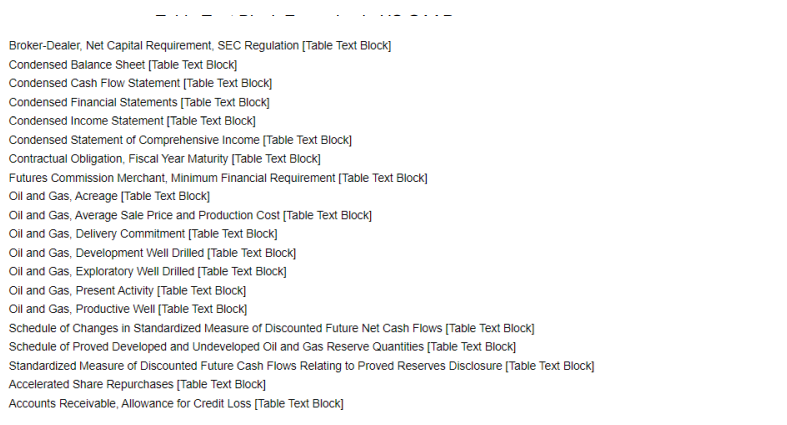 Broker-Dealer, Net Capital Requirement, SEC Regulation [Table Text Block]
Condensed Balance Sheet [Table Text Block]
Condensed Cash Flow Statement [Table Text Block]
Condensed Financial Statements [Table Text Block]
Condensed Income Statement [Table Text Block]
Condensed Statement of Comprehensive Income [Table Text Block]
Contractual Obligation, Fiscal Year Maturity [Table Text Block]
Futures Commission Merchant, Minimum Financial Requirement [Table Text Block]
Oil and Gas, Acreage [Table Text Block]
Oil and Gas, Average Sale Price and Production Cost [Table Text Block]
Oil and Gas, Delivery Commitment [Table Text Block]
Oil and Gas, Development Well Drilled [Table Text Block]
Oil and Gas, Exploratory Well Drilled [Table Text Block]
Oil and Gas, Present Activity [Table Text Block]
Oil and Gas, Productive Well [Table Text Block]
Schedule of Changes in Standardized Measure of Discounted Future Net Cash Flows [Table Text Block]
Schedule of Proved Developed and Undeveloped Oil and Gas Reserve Quantities [Table Text Block]
Standardized Measure of Discounted Future Cash Flows Relating to Proved Reserves Disclosure [Table Text Block]
Accelerated Share Repurchases [Table Text Block]
Accounts Receivable, Allowance for Credit Loss [Table Text Block]